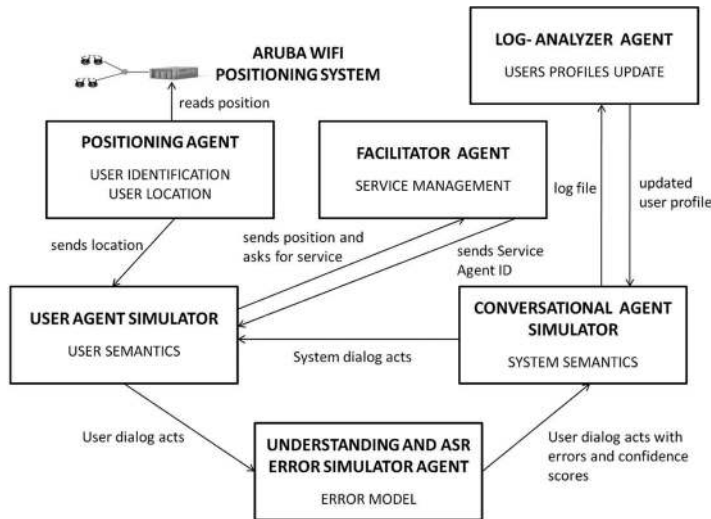 ARUBA WIFI
POSITIONING SYSTEM
reads position
LOG- ANALYZER AGENT
USERS PROFILES UPDATE
POSITIONING AGENT
USER IDENTIFICATION
USER LOCATION
FACILITATOR AGENT
SERVICE MANAGEMENT
log file
updated
user profile
sends location
sends position and
asks for service
sends Service
Agent ID
USER AGENT SIMULATOR
USER SEMANTICS
System dialog acts
CONVERSATIONAL AGENT
SIMULATOR
SYSTEM SEMANTICS
User dialog acts
UNDERSTANDING AND ASR
ERROR SIMULATOR AGENT
ERROR MODEL
User dialog acts with
errors and confidence
scores